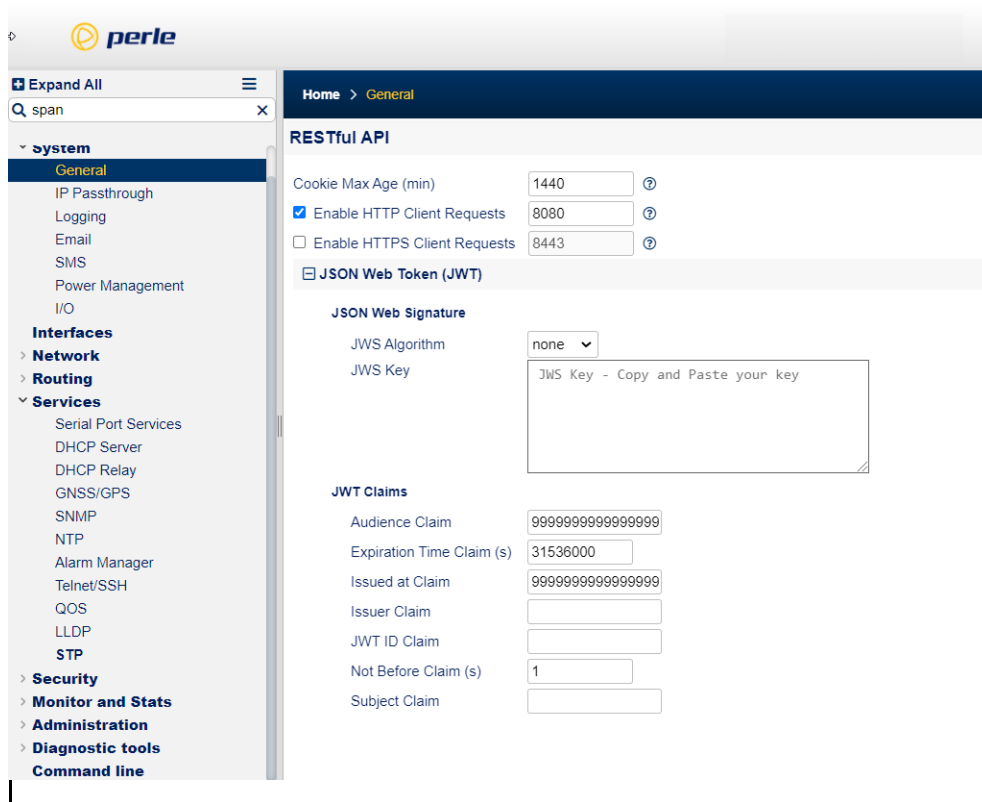 perle
Expand All
span
System
General
IP Passthrough
Logging
Email
SMS
Power Management
I/O
Interfaces
Network
Routing
Services
Serial Port Services
DHCP Server
DHCP Relay
GNSS/GPS
SNMP
NTP
Alarm Manager
Telnet/SSH
QOS
LLDP
STP
Security
Monitor and Stats
Administration
Diagnostic tools
Command line
Home > General
RESTful API
Cookie Max Age (min) 1440
Enable HTTP Client Requests 8080
Enable HTTPS Client Requests 8443
JSON Web Token (JWT)
JSON Web Signature
JWS Algorithm none
JWS Key JWS Key - Copy and Paste your key
JWT Claims
Audience Claim 9999999999999999
Expiration Time Claim (s) 31536000
Issued at Claim 9999999999999999
Issuer Claim
JWT ID Claim
Not Before Claim (s) 1
Subject Claim